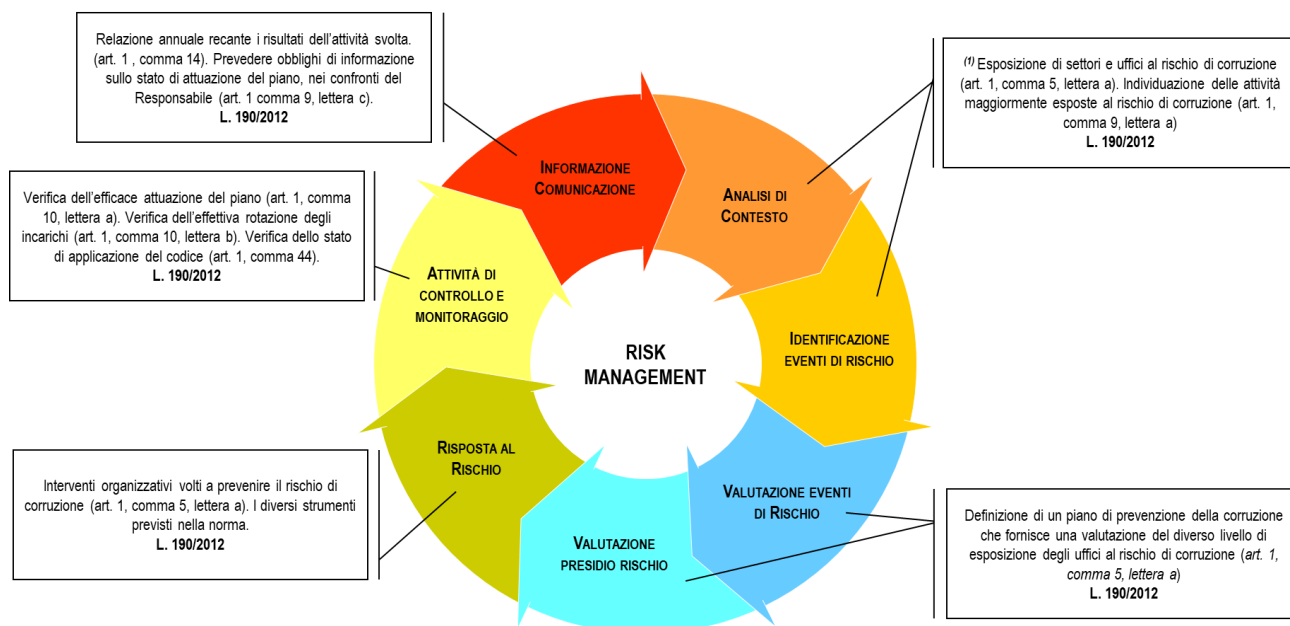 Relazione annuale recante i risultati dell'attività svolta.
(art. 1 , comma 14). Prevedere obblighi di informazione
sullo stato di attuazione del piano, nei confronti del
Responsabile (art. 1 comma 9, lettera c).
L. 190/2012
(1) Esposizione di settori e uffici al rischio di corruzione
(art. 1, comma 5, lettera a). Individuazione delle attività
maggiormente esposte al rischio di corruzione (art. 1,
comma 9, lettera a)
L. 190/2012
INFORMAZIONE
COMUNICAZIONE
ANALISI DI
CONTESTO
Verifica dell'efficace attuazione del piano (art. 1, comma
10, lettera a). Verifica dell'effettiva rotazione degli
incarichi (art. 1, comma 10, lettera b). Verifica dello stato
di applicazione del codice (art. 1, comma 44).
L. 190/2012
ATTIVITÀ DI
CONTROLLO E
MONITORAGGIO
RISK
MANAGEMENT
IDENTIFICAZIONE
EVENTI DI RISCHIO
RISPOSTA AL
RISCHIO
VALUTAZIONE EVENTI
DI RISCHIO
VALUTAZIONE
PRESIDIO RISCHIO
Interventi organizzativi volti a prevenire il rischio di
corruzione (art. 1, comma 5, lettera a). I diversi strumenti
previsti nella norma.
L. 190/2012
Definizione di un piano di prevenzione della corruzione
che fornisce una valutazione del diverso livello di
esposizione degli uffici al rischio di corruzione (art. 1,
comma 5, lettera a)
L. 190/2012